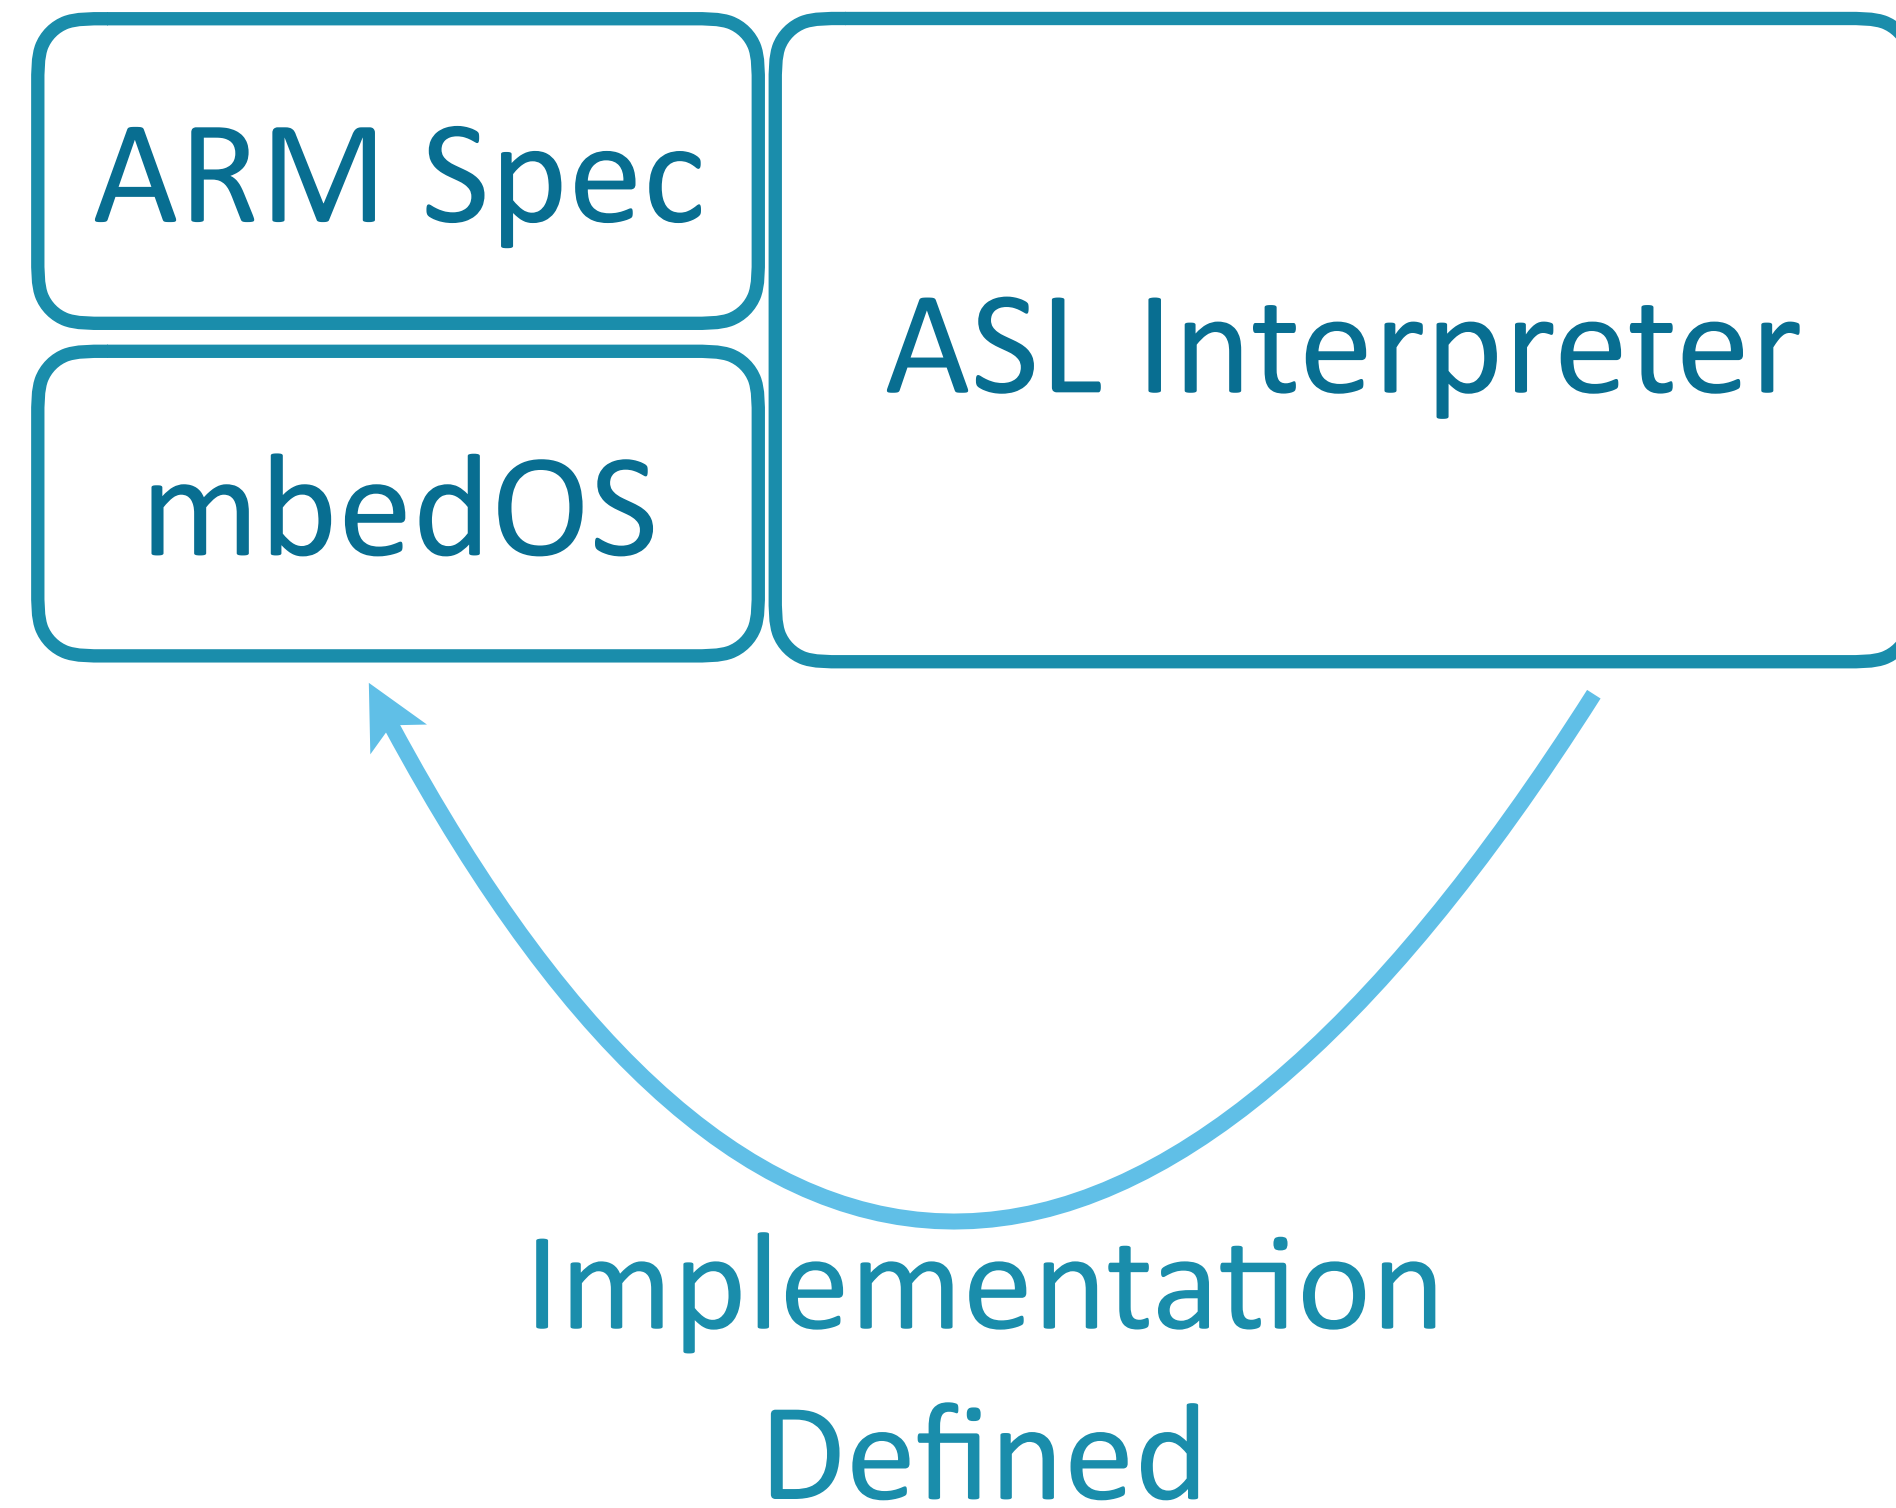 ARM Spec
ASL Interpreter
mbedOS
Implementation
Defined